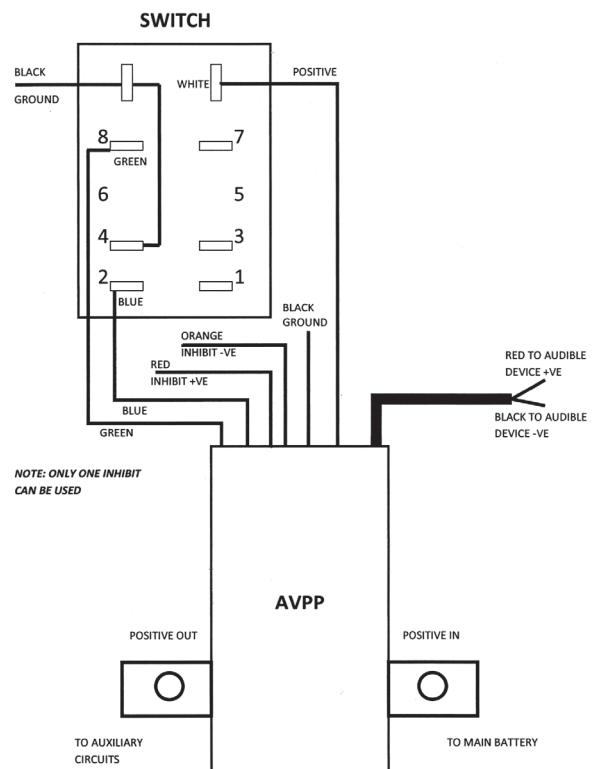 SWITCH
BLACK
GROUND
WHITE
POSITIVE
8
7
GREEN
6
5
4
3
2
1
BLUE
BLACK
GROUND
ORANGE
INHIBIT -VE
RED
INHIBIT +VE
BLUE
GREEN
RED TO AUDIBLE
DEVICE +VE
BLACK TO AUDIBLE
DEVICE -VE
NOTE: ONLY ONE INHIBIT
CAN BE USED
AVPP
POSITIVE OUT
POSITIVE IN
TO AUXILIARY
CIRCUITS
TO MAIN BATTERY